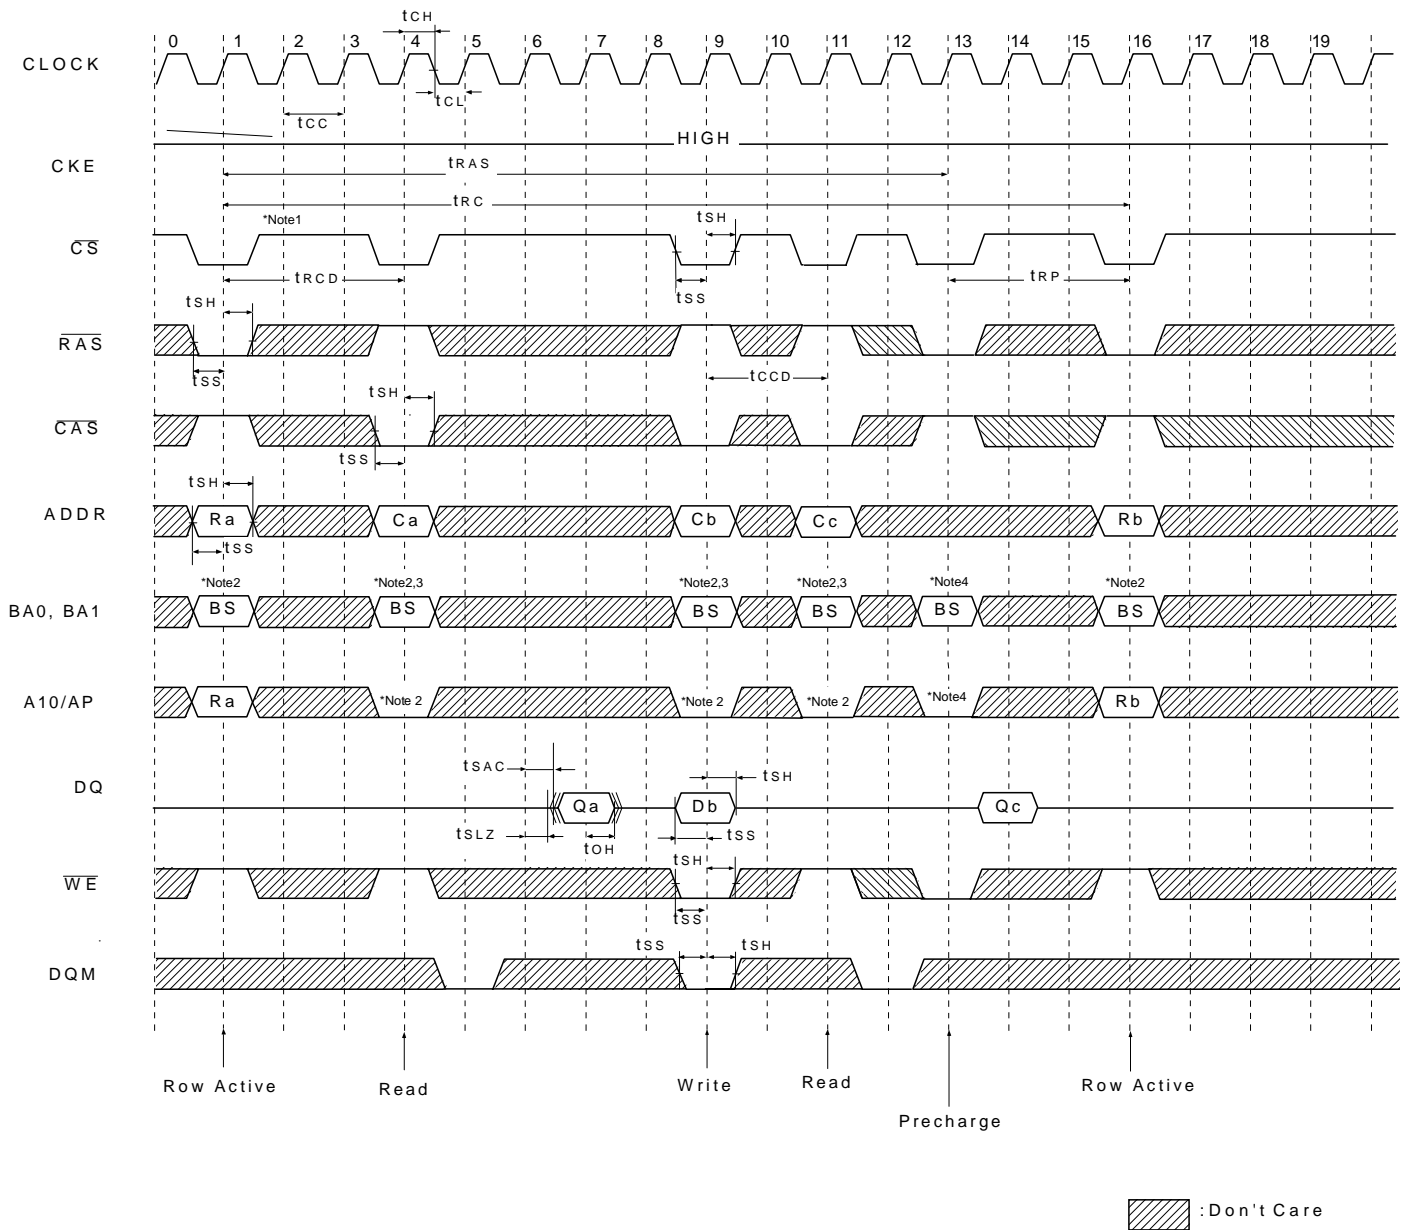 tCH
0 1 2 3 4 5 6 7 8 9 10 11 12 13 14 15 16 17 18 19
CLOCK
tCL
tCC
HIGH
CKE
tRAS
tRC
*Note1
tSH
CS
tRCD
tSS
tRP
tSH
RAS
tSS
tCCD
tSH
CAS
tSS
tSH
ADDR
Ra Ca Cb Cc Rb
tSS
*Note2 *Note2,3 *Note2,3 *Note2,3 *Note4 *Note2
BA0, BA1
BS BS BS BS BS BS
A10/AP
Ra *Note 2 *Note 2 *Note 2 *Note4 Rb
tSAC
tSH
DQ
Qa Db Qc
tSLZ
tOH
tSS
tSH
WE
tSS
tSS
tSH
DQM
Row Active
Read
Write
Read
Row Active
Precharge
:Don't Care